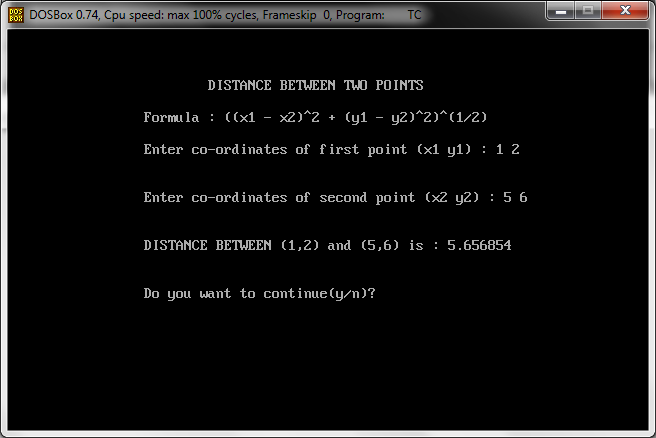 DOSBox 0.74, Cpu speed: max 100% cycles, Frameskip 0, Program: TC
DISTANCE BETWEEN TWO POINTS
Formula : ((x1 - x2)^2 + (y1 - y2)^2)^(1/2)
Enter co-ordinates of first point (x1 y1) : 1 2
Enter co-ordinates of second point (x2 y2) : 5 6
DISTANCE BETWEEN (1,2) and (5,6) is : 5.656854
Do you want to continue(y/n)?